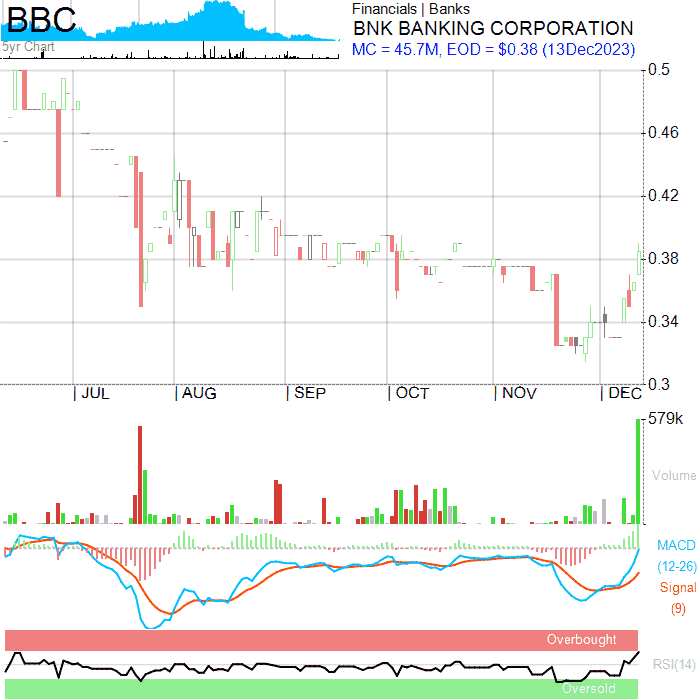 BBC
5yr Chart
Financials | Banks
BNK BANKING CORPORATION
MC = 45.7M, EOD = $0.38 (13Dec2023)
0.5
0.46
0.42
0.38
0.34
0.3
| JUL | AUG | SEP | OCT | NOV | DEC
579k
Volume
MACD
(12-26)
Signal
(9)
Overbought
RSI(14)
Oversold